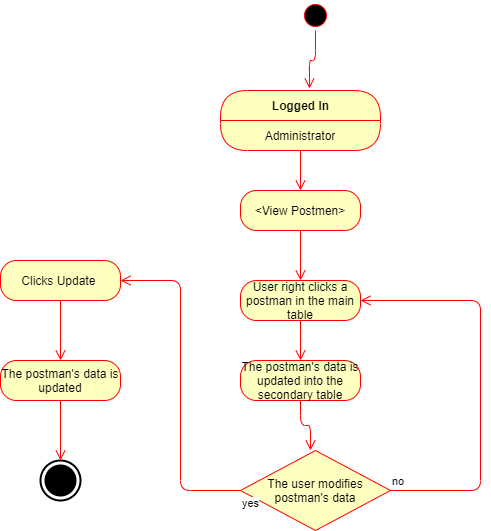 Logged In
Administrator
<View Postmen>
User right clicks a
postman in the main
table
Clicks Update
The postman's data is
updated into the
secondary table
The postman's data is
updated
The user modifies
postman's data
no
yes